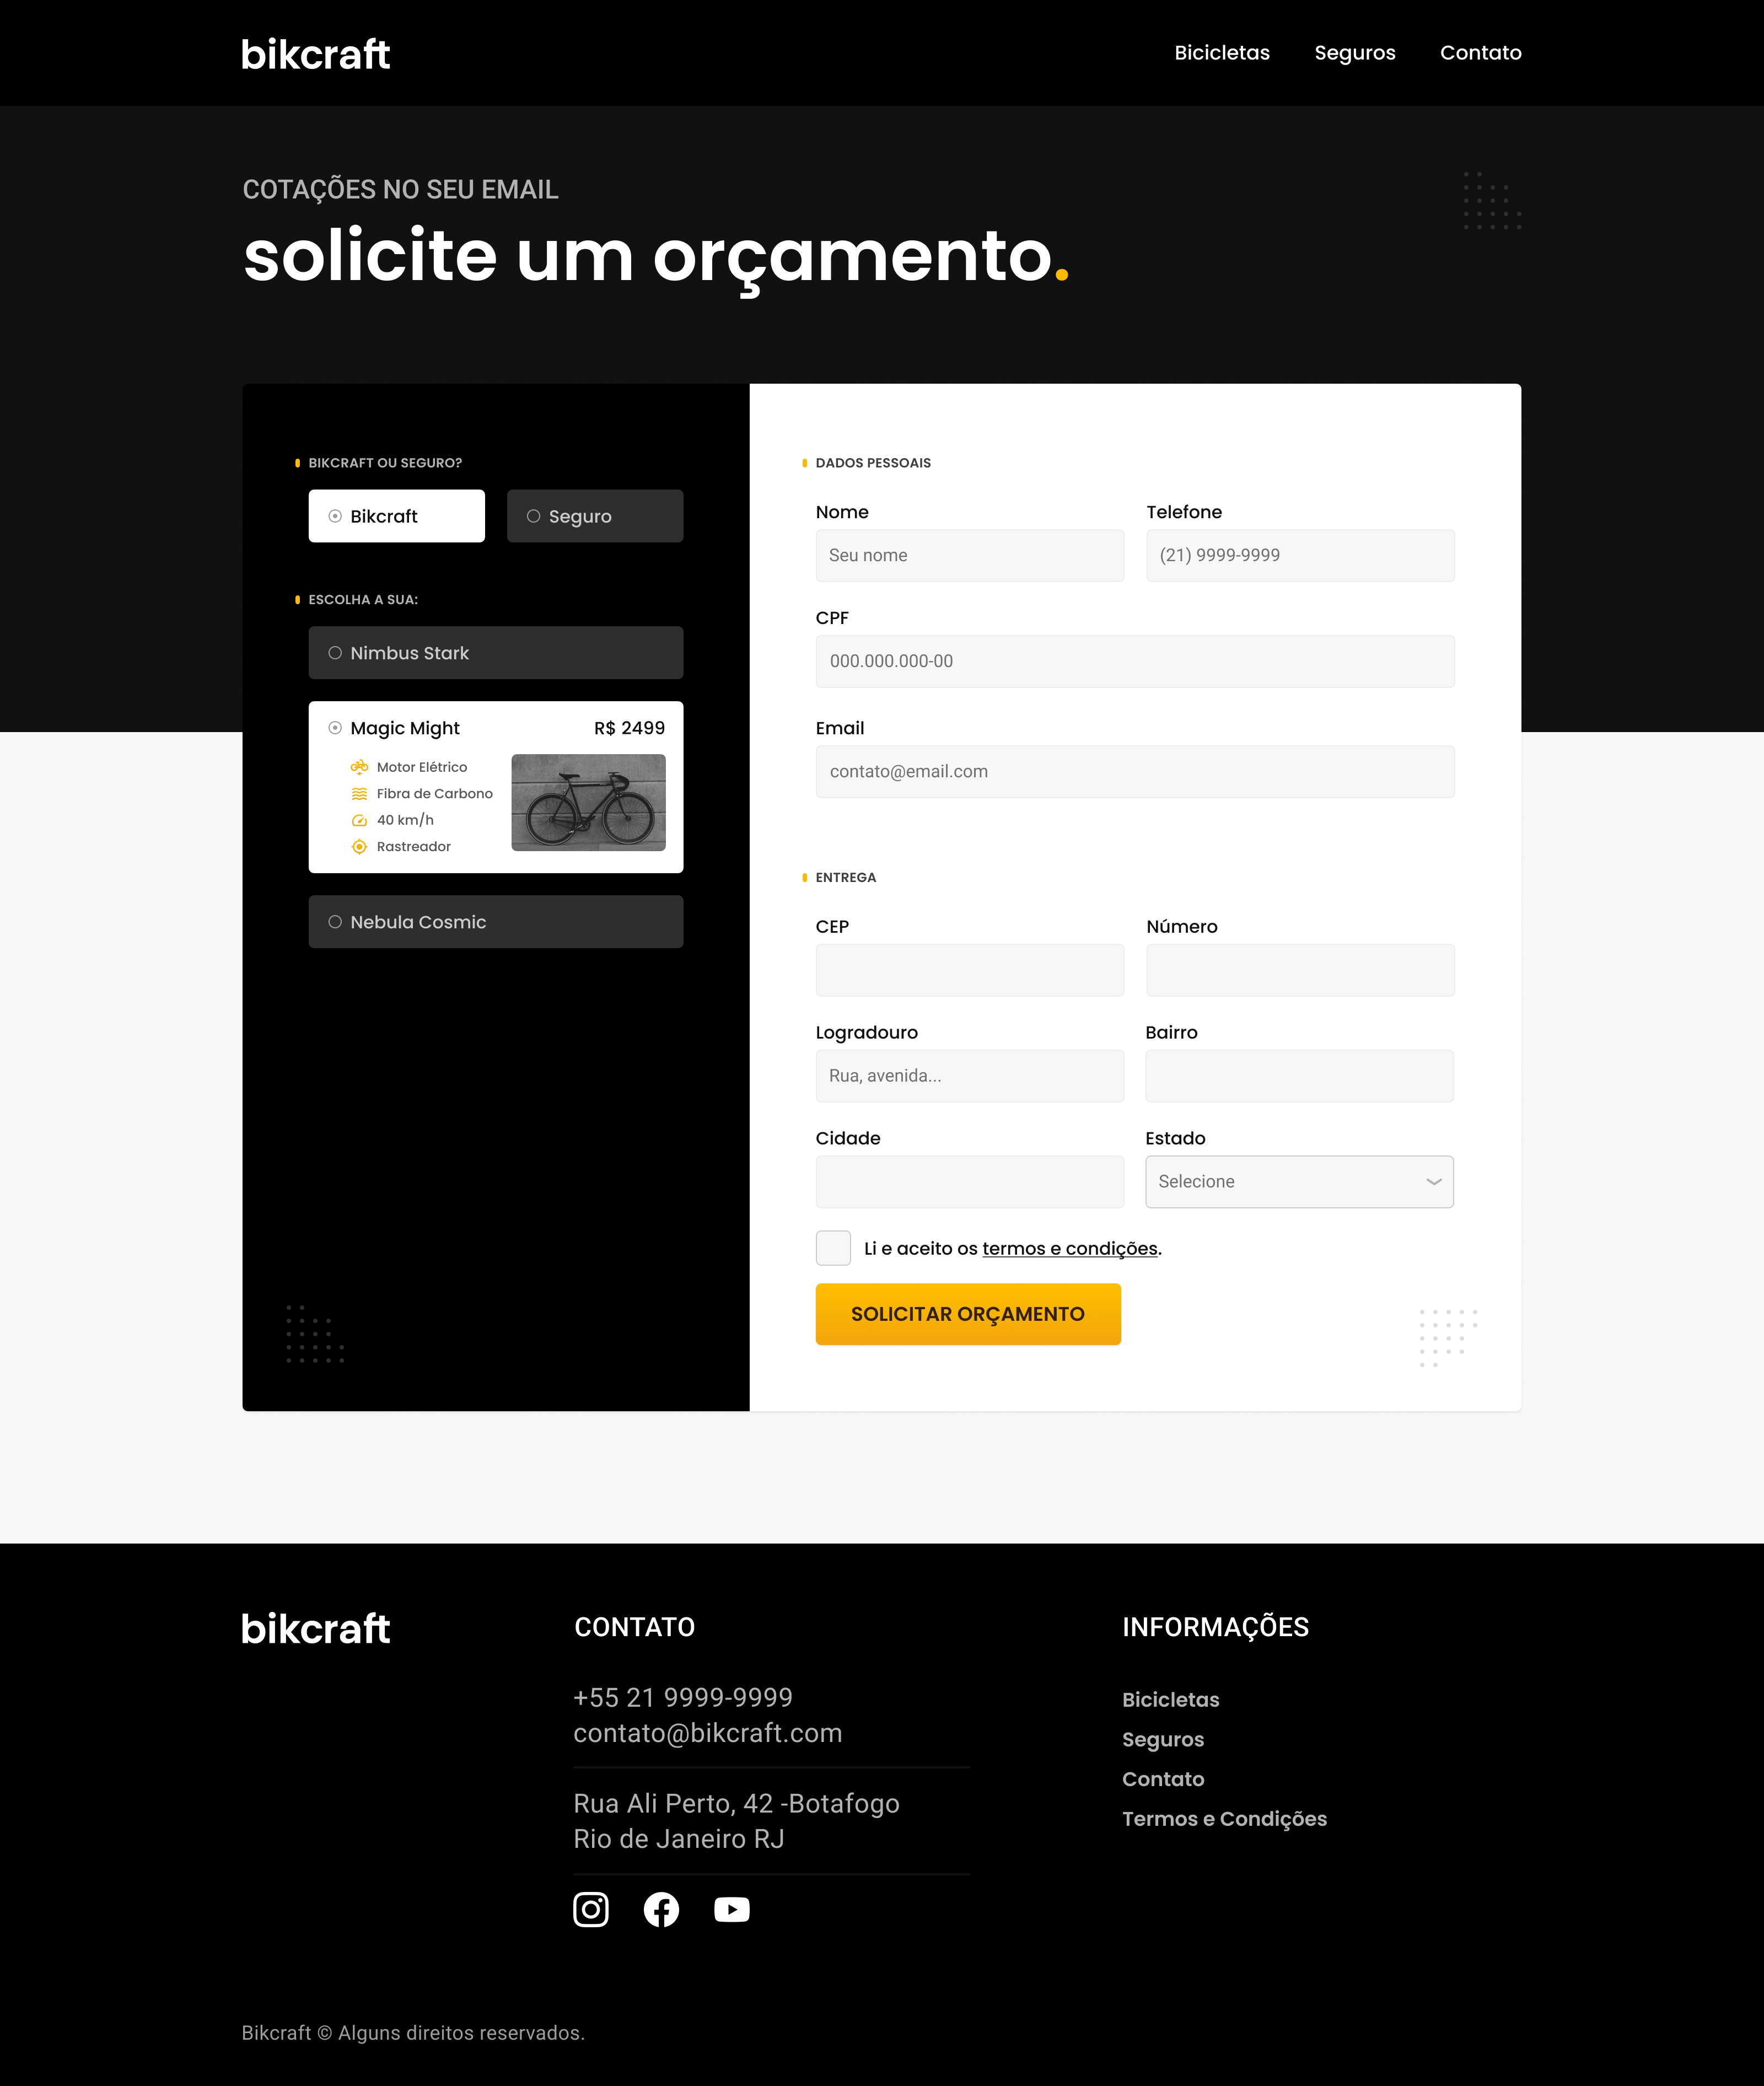 bikcraft
Bicicletas
Seguros
Contato
COTAÇÕES NO SEU EMAIL
solicite um orçamento.
BIKCRAFT OU SEGURO?
Bikcraft
Seguro
ESCOLHA A SUA:
Nimbus Stark
Magic Might
R$ 2499
Motor Elétrico
Fibra de Carbono
40 km/h
Rastreador
Nebula Cosmic
DADOS PESSOAIS
Nome
Telefone
Seu nome
(21) 9999-9999
CPF
000.000.000-00
Email
contato@email.com
ENTREGA
CEP
Número
Logradouro
Bairro
Rua, avenida...
Cidade
Estado
Selecione
Li e aceito os termos e condições.
SOLICITAR ORÇAMENTO
bikcraft
CONTATO
+55 21 9999-9999
contato@bikcraft.com
Rua Ali Perto, 42 -Botafogo
Rio de Janeiro RJ
INFORMAÇÕES
Bicicletas
Seguros
Contato
Termos e Condições
Bikcraft © Alguns direitos reservados.